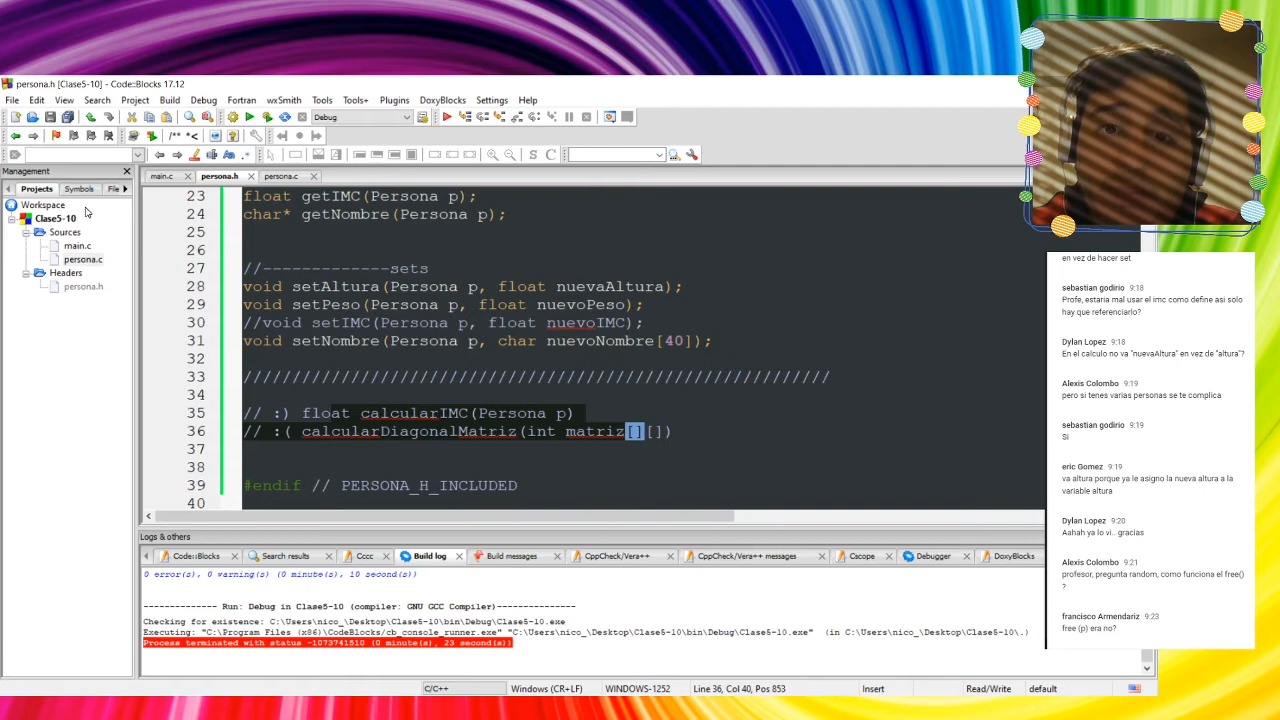 persona.h [Clase5-10] - Code::Blocks 17.12
File Edit View Search Project Build Debug Fortran wxSmith Tools Tools+ Plugins DoxyBlocks Settings Help
Debug
/** *<
Aa .*
S C
Management
Projects Symbols File
Workspace
Clase5-10
Sources
main.c
persona.c
Headers
persona.h
main.c persona.h persona.c
23 float getIMC(Persona p);
24 char* getNombre(Persona p);
25
26
27 //-------------sets
28 void setAltura(Persona p, float nuevaAltura);
29 void setPeso(Persona p, float nuevoPeso);
30 //void setIMC(Persona p, float nuevoIMC);
31 void setNombre(Persona p, char nuevoNombre[40]);
32
33 ////////////////////////////////////////////////////////////
34
35 // :) float calcularIMC(Persona p)
36 // :( calcularDiagonalMatriz(int matriz[][])
37
38
39 #endif // PERSONA_H_INCLUDED
40
Logs & others
Code::Blocks Search results Cccc Build log Build messages CppCheck/Vera++ CppCheck/Vera++ messages Cscope Debugger DoxyBlocks
0 error(s), 0 warning(s) (0 minute(s), 10 second(s))
-------------- Run: Debug in Clase5-10 (compiler: GNU GCC Compiler)---------------
Checking for existence: C:\Users\nico_\Desktop\Clase5-10\bin\Debug\Clase5-10.exe
Executing: "C:\Program Files (x86)\CodeBlocks/cb_console_runner.exe" "C:\Users\nico_\Desktop\Clase5-10\bin\Debug\Clase5-10.exe" (in C:\Users\nico_\Desktop\Clase5-10\.)
Process terminated with status -1073741510 (0 minute(s), 23 second(s))
C/C++ Windows (CR+LF) WINDOWS-1252 Line 36, Col 40, Pos 853 Insert Read/Write default
en vez de hacer set
sebastian godirio 9:18
Profe, estaria mal usar el imc como define asi solo
hay que referenciarlo?
Dylan Lopez 9:18
En el calculo no va "nuevaAltura" en vez de "altura"?
Alexis Colombo 9:19
pero si tenes varias personas se te complica
sebastian godirio 9:19
Si
eric Gomez 9:19
va altura porque ya le asigno la nueva altura a la
variable altura
Dylan Lopez 9:20
Aahah ya lo vi.. gracias
Alexis Colombo 9:21
profesor, pregunta random, como funciona el free()
?
francisco Armendariz 9:23
free (p) era no?